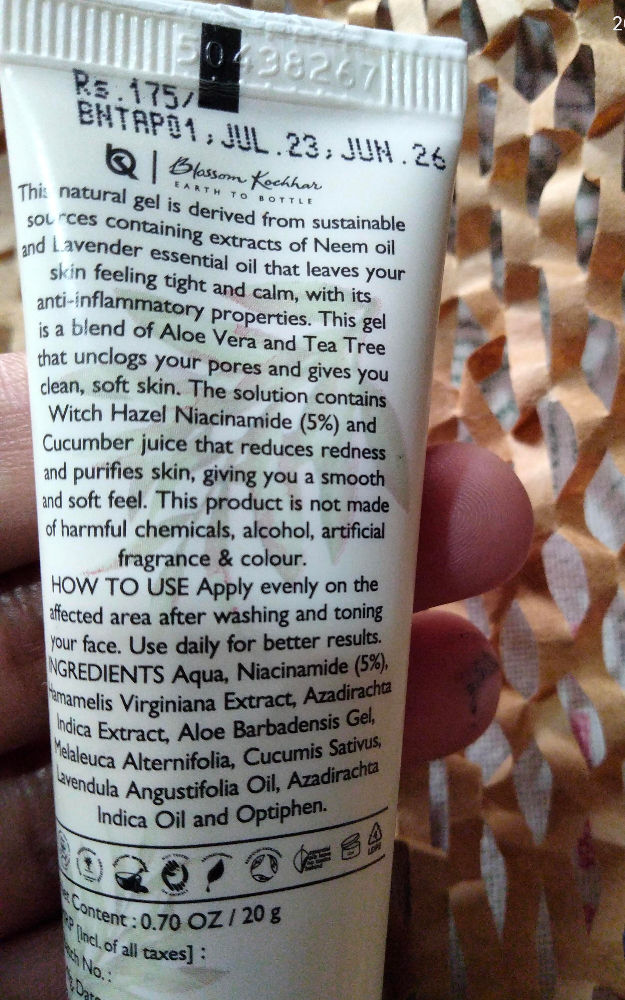 20
50438267
Rs.175/
BNTAP01; JUL.23; JUN.26
Blossom Kochhar
EARTH TO BOTTLE
This natural gel is derived from sustainable
sources containing extracts of Neem oil
and Lavender essential oil that leaves your
skin feeling tight and calm, with its
anti-inflammatory properties. This gel
is a blend of Aloe Vera and Tea Tree
that unclogs your pores and gives you
clean, soft skin. The solution contains
Witch Hazel Niacinamide (5%) and
Cucumber juice that reduces redness
and purifies skin, giving you a smooth
and soft feel. This product is not made
of harmful chemicals, alcohol, artificial
fragrance & colour.
HOW TO USE Apply evenly on the
affected area after washing and toning
your face. Use daily for better results.
INGREDIENTS Aqua, Niacinamide (5%),
Hamamelis Virginiana Extract, Azadirachta
Indica Extract, Aloe Barbadensis Gel,
Melaleuca Alternifolia, Cucumis Sativus,
Lavendula Angustifolia Oil, Azadirachta
Indica Oil and Optiphen.
LDPE
et Content : 0.70 OZ / 20 g
RP [Incl. of all taxes] :
tch No. :
Date